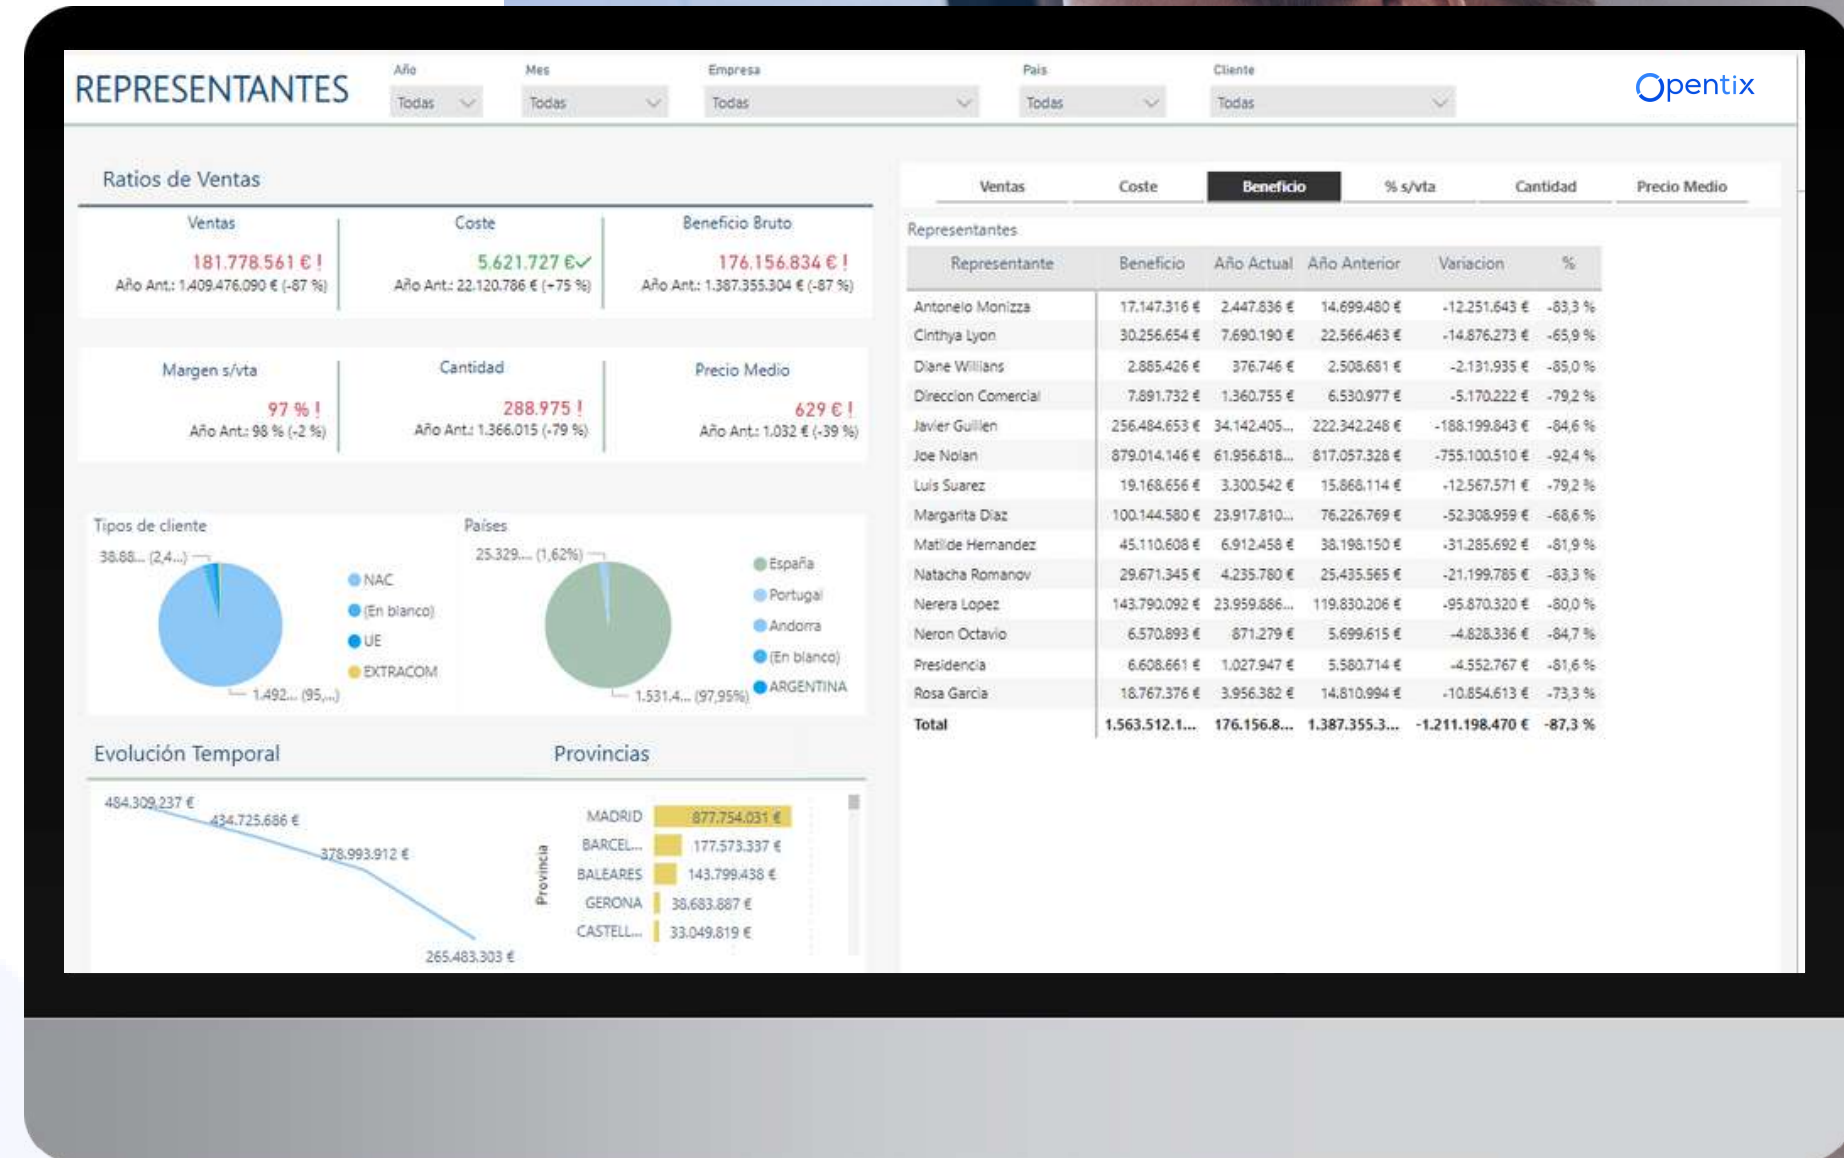 REPRESENTANTES
Año
Mes
Empresa
País
Cliente
Todas
Todas
Todas
Todas
Todas
Opentix
Ratios de Ventas
Ventas
Coste
Beneficio Bruto
181.778.561 € !
5.621.727 €✓
176.156.834 € !
Año Ant.: 1.409.476.090 € (-87 %)
Año Ant.: 22.120.786 € (+75 %)
Año Ant.: 1.387.355.304 € (-87 %)
Margen s/vta
Cantidad
Precio Medio
97 % !
288.975 !
629 € !
Año Ant.: 98 % (-2 %)
Año Ant.: 1.366.015 (-79 %)
Año Ant.: 1.032 € (-39 %)
Tipos de cliente
38.88... (2,4...)
1.492... (95,...)
NAC
(En blanco)
UE
EXTRACOM
Países
25.329.... (1,62%)
1.531.4... (97,95%)
España
Portugal
Andorra
(En blanco)
ARGENTINA
Evolución Temporal
484.309.237 €
434.725.686 €
378.993.912 €
265.483.303 €
Provincias
Provincia
MADRID 877.754.031 €
BARCEL... 177.573.337 €
BALEARES 143.799.438 €
GERONA 38.683.887 €
CASTELL... 33.049.819 €
Ventas Coste Beneficio % s/vta Cantidad Precio Medio
Representantes
Representante Beneficio Año Actual Año Anterior Variacion %
Antonelo Monizza 17.147.316 € 2.447.836 € 14.699.480 € -12.251.643 € -83,3 %
Cinthya Lyon 30.256.654 € 7.690.190 € 22.566.463 € -14.876.273 € -65,9 %
Diane Willians 2.885.426 € 376.746 € 2.508.681 € -2.131.935 € -85,0 %
Direccion Comercial 7.891.732 € 1.360.755 € 6.530.977 € -5.170.222 € -79,2 %
Javier Guillen 256.484.653 € 34.142.405... 222.342.248 € -188.199.843 € -84,6 %
Joe Nolan 879.014.146 € 61.956.818... 817.057.328 € -755.100.510 € -92,4 %
Luis Suarez 19.168.656 € 3.300.542 € 15.868.114 € -12.567.571 € -79,2 %
Margarita Diaz 100.144.580 € 23.917.810... 76.226.769 € -52.308.959 € -68,6 %
Matilde Hernandez 45.110.608 € 6.912.458 € 38.198.150 € -31.285.692 € -81,9 %
Natacha Romanov 29.671.345 € 4.235.780 € 25.435.565 € -21.199.785 € -83,3 %
Nerera Lopez 143.790.092 € 23.959.886... 119.830.206 € -95.870.320 € -80,0 %
Neron Octavio 6.570.893 € 871.279 € 5.699.615 € -4.828.336 € -84,7 %
Presidencia 6.608.661 € 1.027.947 € 5.580.714 € -4.552.767 € -81,6 %
Rosa Garcia 18.767.376 € 3.956.382 € 14.810.994 € -10.854.613 € -73,3 %
Total 1.563.512.1... 176.156.8... 1.387.355.3... -1.211.198.470 € -87,3 %